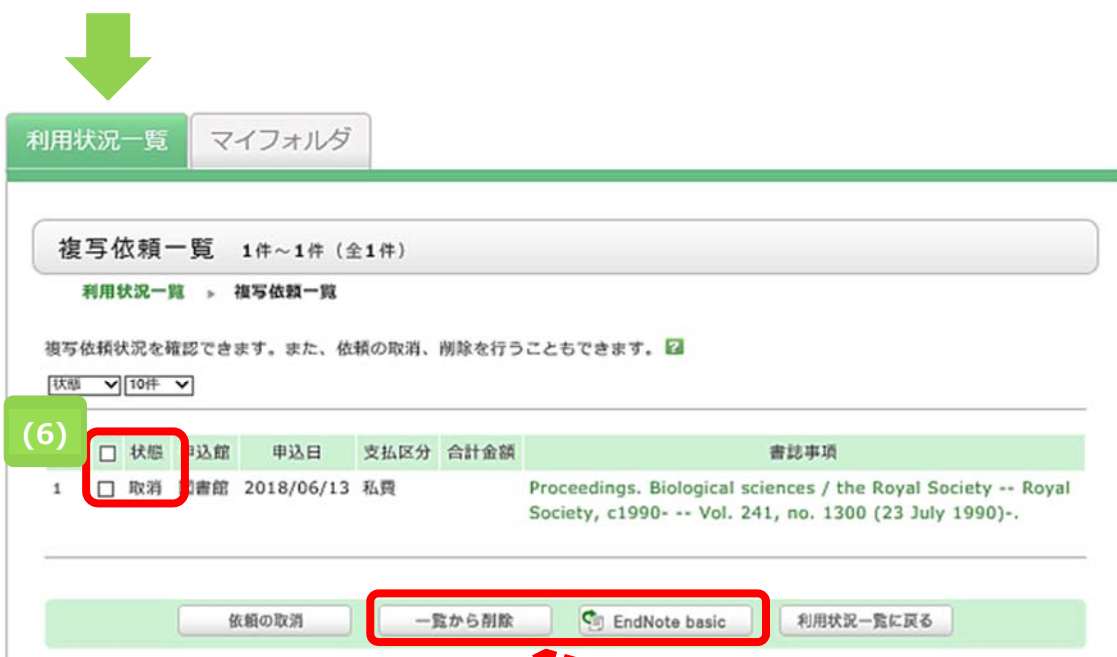 利用状況一覧 マイフォルダ
複写依頼一覧 1件～1件 (全1件)
利用状況一覧 » 複写依頼一覧
複写依頼状況を確認できます。また、依頼の取消、削除を行うこともできます。 ?
状態 10件
(6)
状態 申込館 申込日 支払区分 合計金額 書誌事項
1 取消 図書館 2018/06/13 私費 Proceedings. Biological sciences / the Royal Society -- Royal
Society, c1990- -- Vol. 241, no. 1300 (23 July 1990)-.
依頼の取消 一覧から削除 EndNote basic 利用状況一覧に戻る